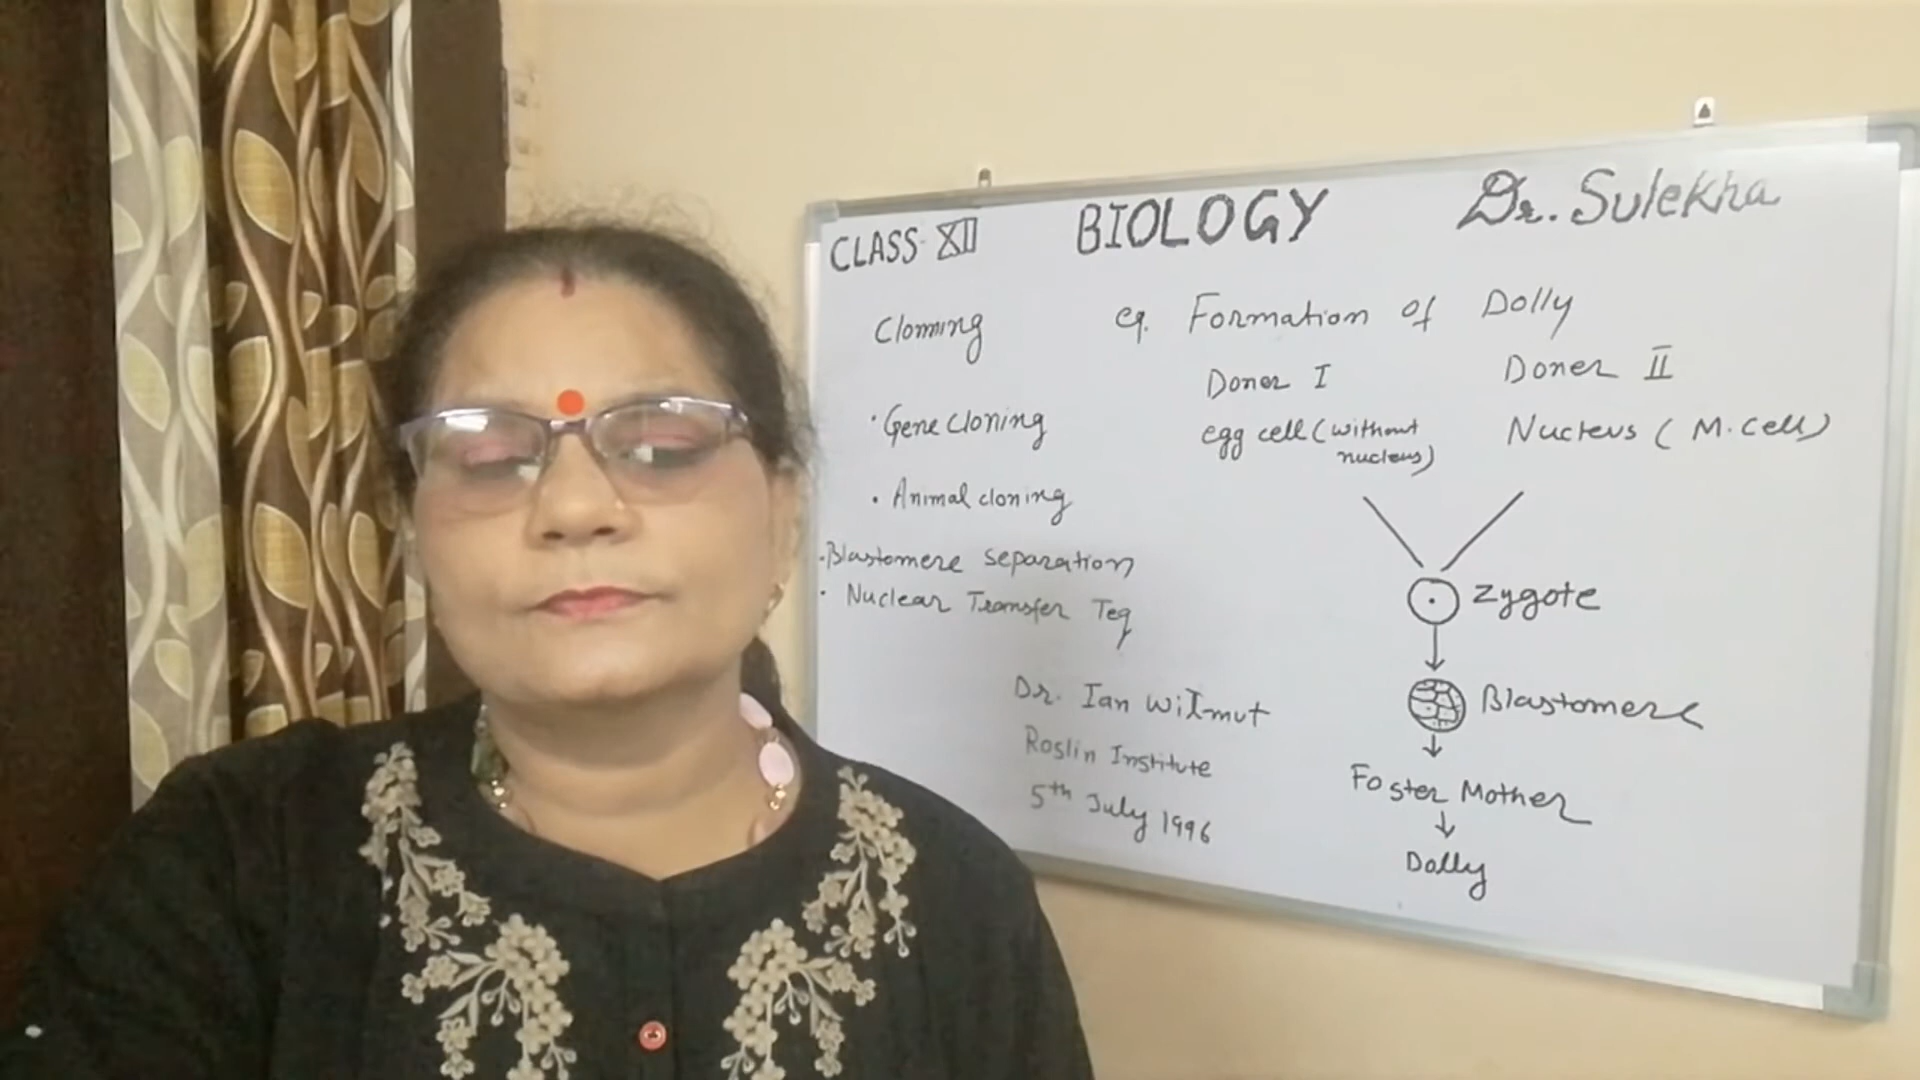 CLASS-XII BIOLOGY Dr. Sulekha
Cloning
• Gene cloning
• Animal cloning
• Blastomere separation
• Nuclear Transfer Teq
Dr. Ian Wilmut
Roslin Institute
5th July 1996
eg. Formation of Dolly
Doner I Doner II
egg cell (without nucleus) Nucleus (M. Cell)
Zygote
Blastomere
Foster Mother
Dolly